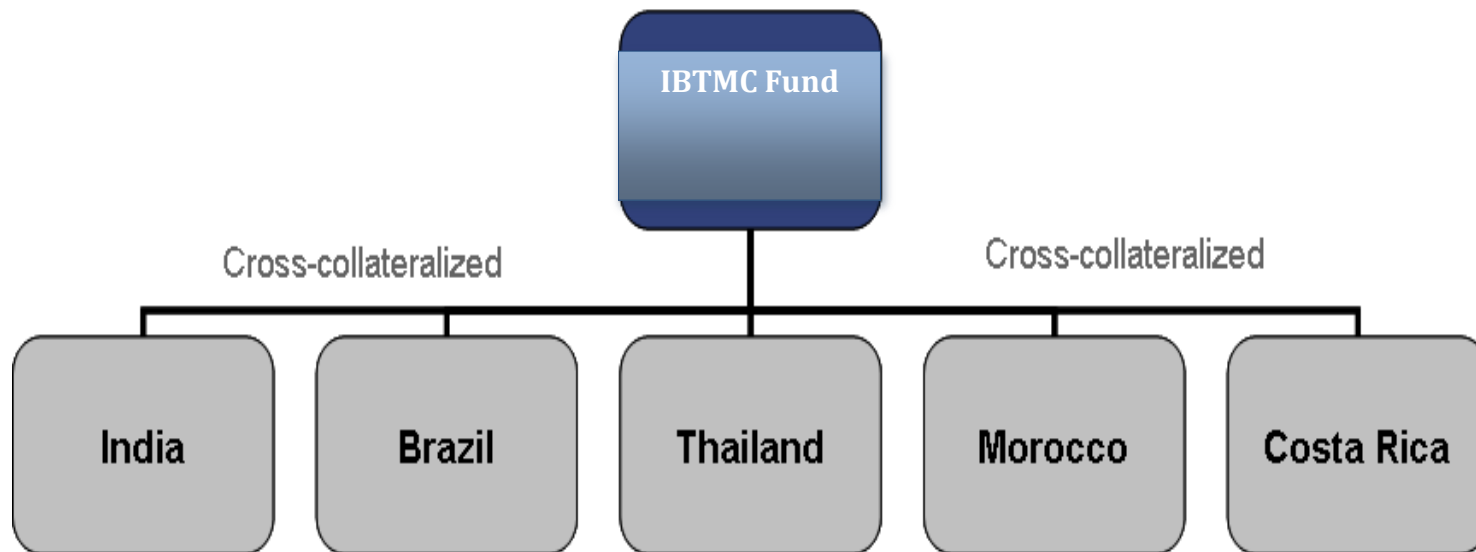 IBTMC Fund
Cross-collateralized
Cross-collateralized
India
Brazil
Thailand
Morocco
Costa Rica